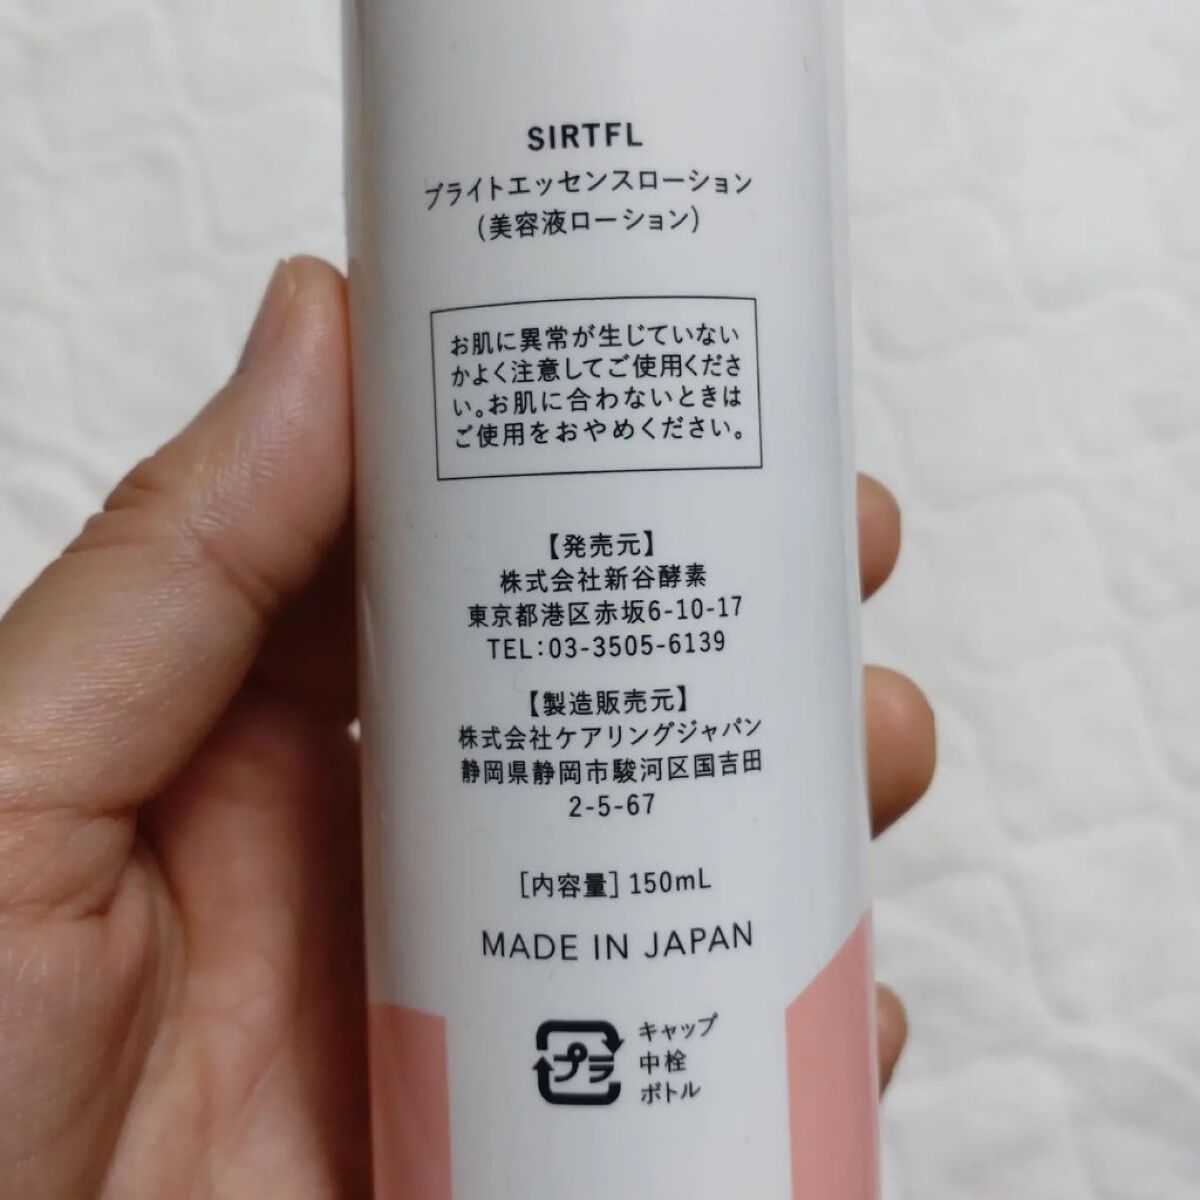 SIRTFL
ブライトエッセンスローション
(美容液ローション)
お肌に異常が生じていない
かよく注意してご使用くださ
い。お肌に合わないときは
ご使用をおやめください。
【発売元】
株式会社新谷酵素
東京都港区赤坂6-10-17
TEL:03-3505-6139
【製造販売元】
株式会社ケアリングジャパン
静岡県静岡市駿河区国吉田
2-5-67
[内容量]150mL
MADE IN JAPAN
プラ
キャップ
中栓
ボトル